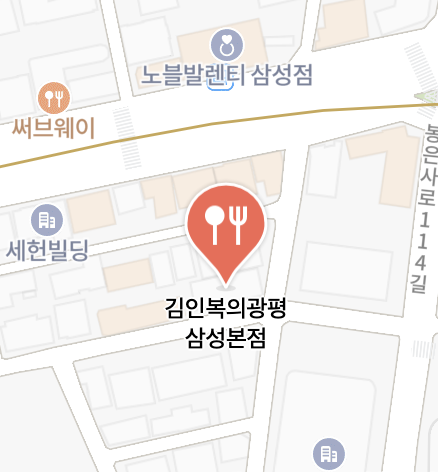 노블발렌티 삼성점
써브웨이
봉은사로114길
세헌빌딩
김인복의광평
삼성본점